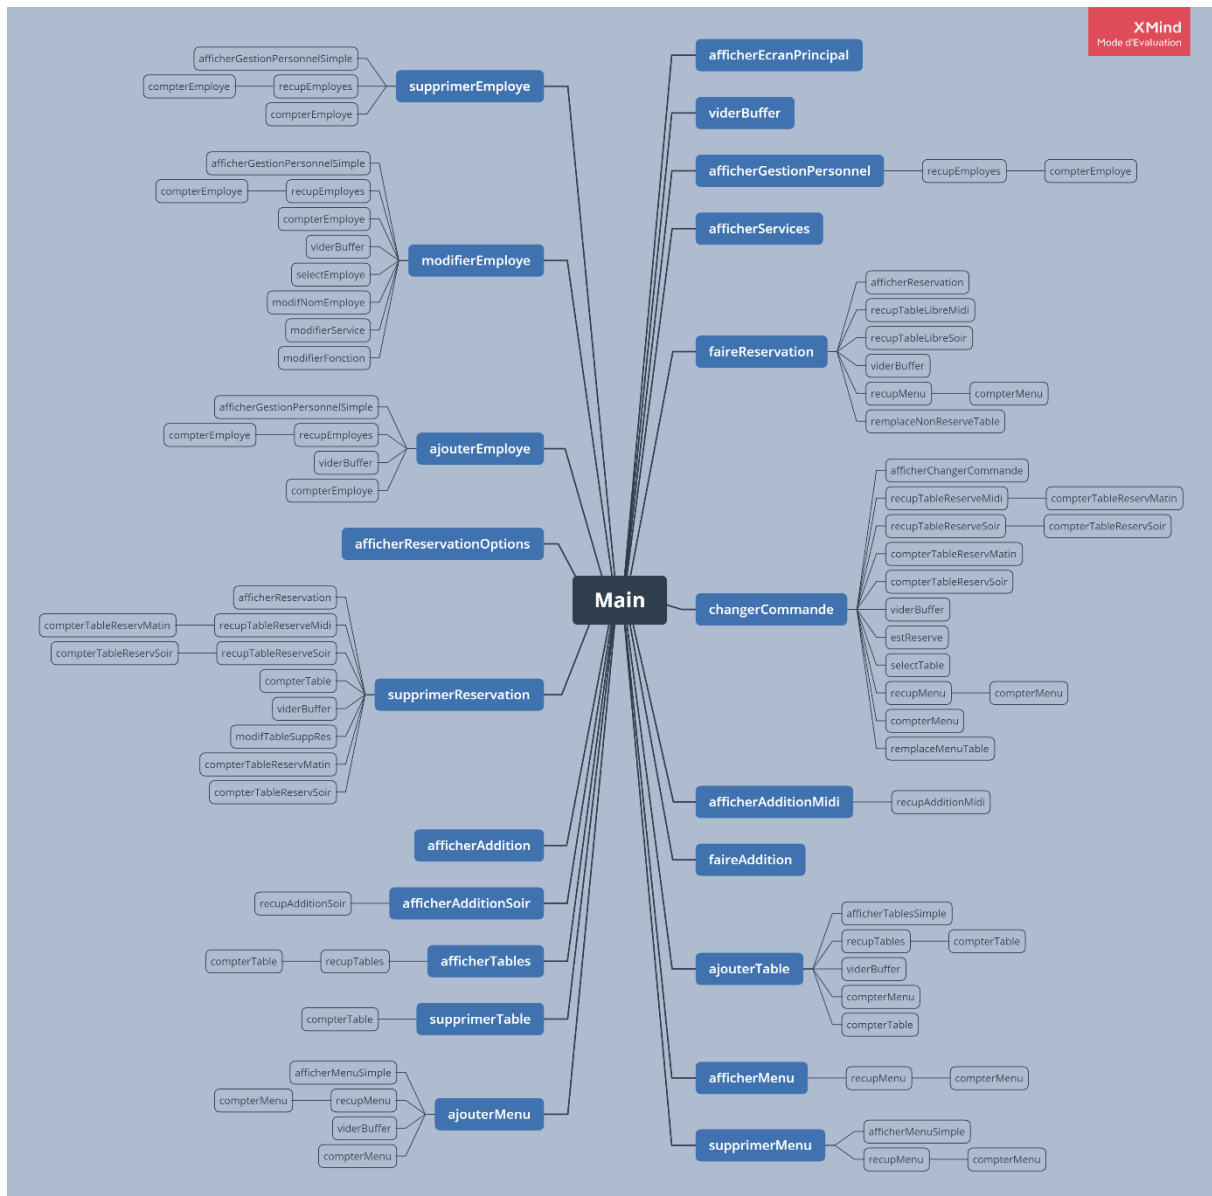 XMind
Mode d'Evaluation
Main
afficherEcranPrincipal
viderBuffer
afficherGestionPersonnel
recupEmployes
compterEmploye
afficherServices
faireReservation
afficherReservation
recupTableLibreMidi
recupTableLibreSoir
viderBuffer
recupMenu
compterMenu
remplaceNonReserveTable
changerCommande
afficherChangerCommande
recupTableReserveMidi
compterTableReservMatin
recupTableReserveSoir
compterTableReservSoir
compterTableReservMatin
compterTableReservSoir
viderBuffer
estReserve
selectTable
recupMenu
compterMenu
compterMenu
remplaceMenuTable
afficherAdditionMidi
recupAdditionMidi
faireAddition
ajouterTable
afficherTablesSimple
recupTables
compterTable
viderBuffer
compterMenu
compterTable
afficherMenu
recupMenu
compterMenu
supprimerMenu
afficherMenuSimple
recupMenu
compterMenu
supprimerEmploye
afficherGestionPersonnelSimple
compterEmploye
recupEmployes
compterEmploye
modifierEmploye
afficherGestionPersonnelSimple
compterEmploye
recupEmployes
compterEmploye
viderBuffer
selectEmploye
modifNomEmploye
modifierService
modifierFonction
ajouterEmploye
afficherGestionPersonnelSimple
compterEmploye
recupEmployes
viderBuffer
compterEmploye
afficherReservationOptions
supprimerReservation
afficherReservation
compterTableReservMatin
recupTableReserveMidi
compterTableReservSoir
recupTableReserveSoir
compterTable
viderBuffer
modifTableSuppRes
compterTableReservMatin
compterTableReservSoir
afficherAddition
afficherAdditionSoir
recupAdditionSoir
afficherTables
compterTable
recupTables
supprimerTable
compterTable
ajouterMenu
afficherMenuSimple
compterMenu
recupMenu
viderBuffer
compterMenu